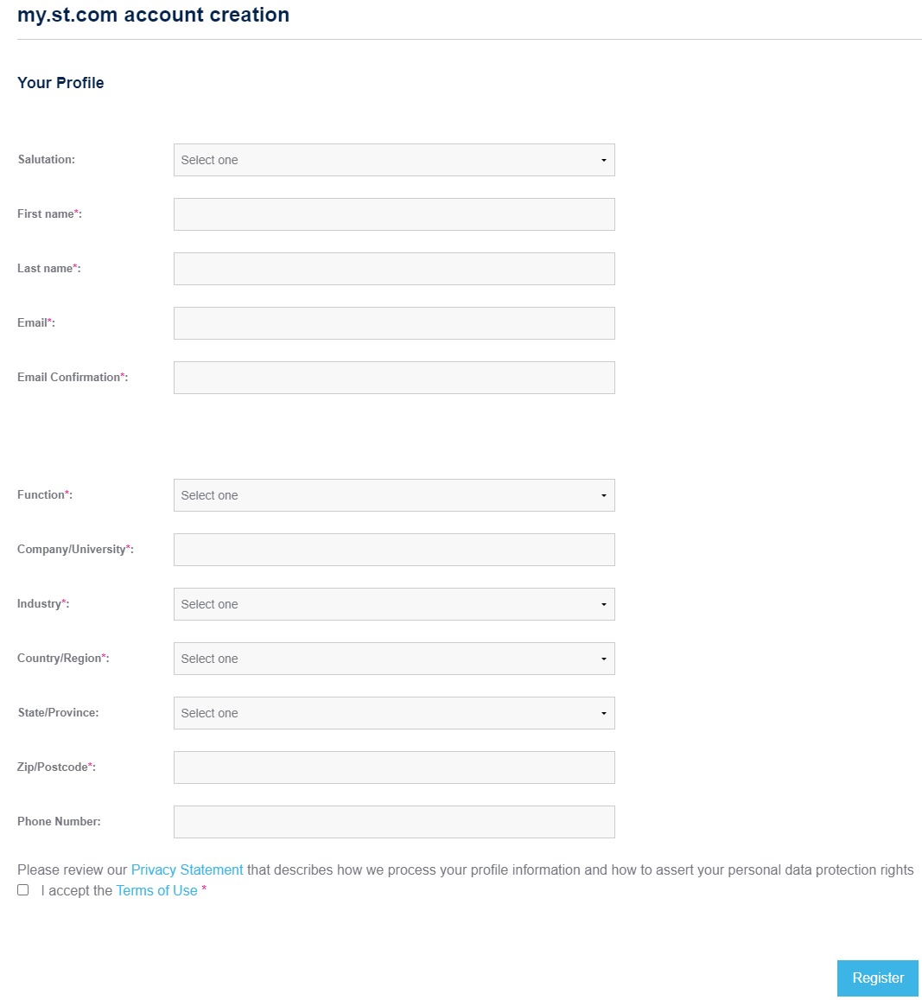 my.st.com account creation
Your Profile
Salutation: Select one
First name*:
Last name*:
Email*:
Email Confirmation*:
Function*: Select one
Company/University*:
Industry*: Select one
Country/Region*: Select one
State/Province: Select one
Zip/Postcode*:
Phone Number:
Please review our Privacy Statement that describes how we process your profile information and how to assert your personal data protection rights
I accept the Terms of Use *
Register